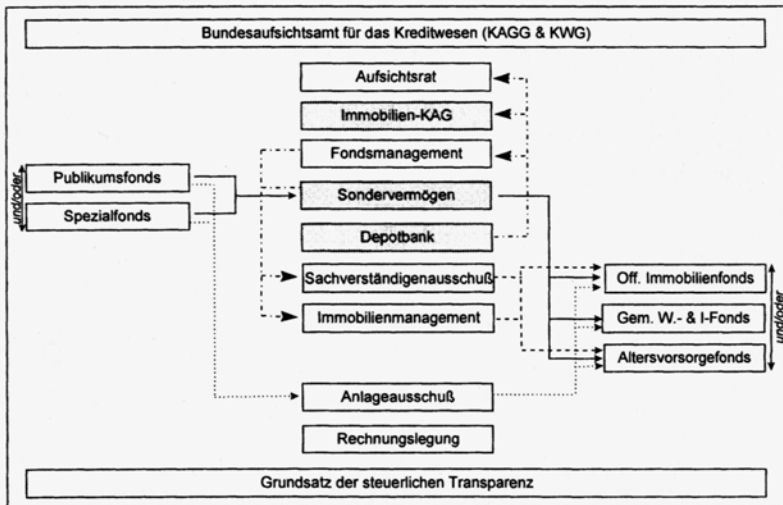 Bundesaufsichtsamt für das Kreditwesen (KAGG & KWG)
Aufsichtsrat
Immobilien-KAG
Fondsmanagement
Publikumsfonds
Sondervermögen
und/oder
Spezialfonds
Depotbank
Sachverständigenausschuß
Off. Immobilienfonds
Immobilienmanagement
Gem. W.- & I-Fonds
und/oder
Altersvorsorgefonds
Anlageausschuß
Rechnungslegung
Grundsatz der steuerlichen Transparenz